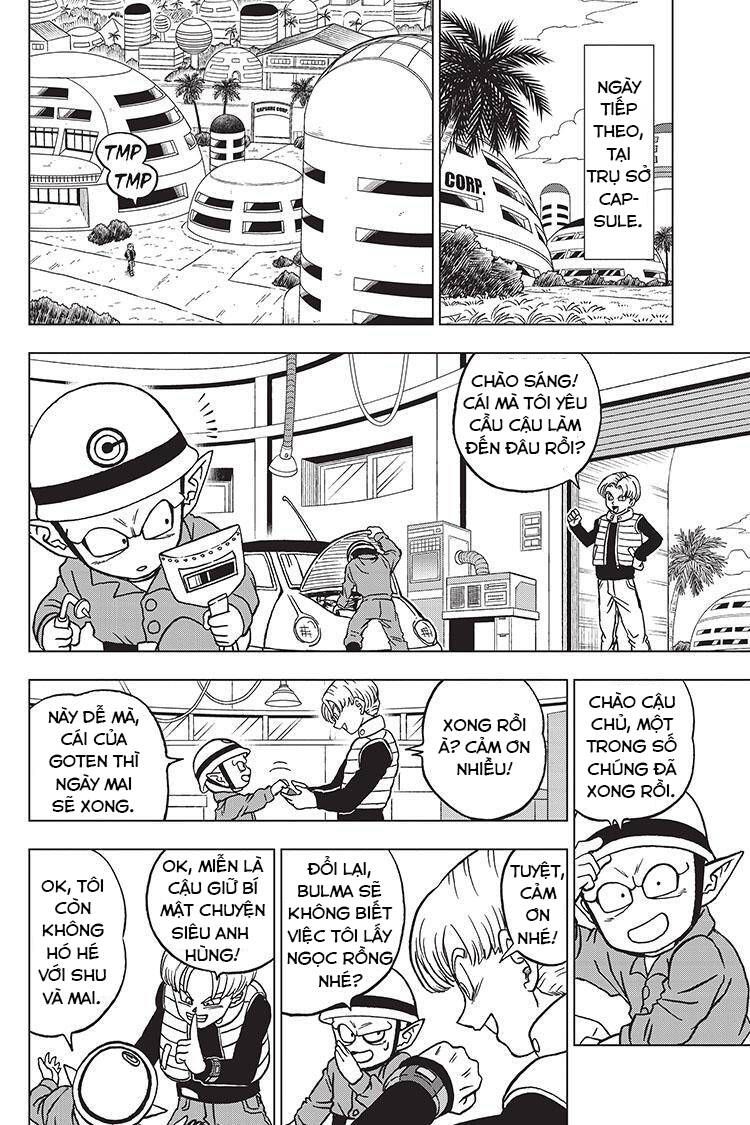 NGÀY
TIẾP
THEO,
TẠI
TRỤ SỞ
CAP-
SULE.
CORP.
CAPSULE CORP.
TMP
TMP
CHÀO SÁNG!
CÁI MÀ TÔI YÊU
CẦU CẬU LÀM
ĐẾN ĐÂU RỒI?
CHÀO CẬU
CHỦ, MỘT
TRONG SỐ
CHÚNG ĐÃ
XONG RỒI.
XONG RỒI
À? CẢM ƠN
NHIỀU!
NÀY DỄ MÀ,
CÁI CỦA
GOTEN THÌ
NGÀY MAI
SẼ XONG.
TUYỆT,
CẢM
ƠN
NHÉ!
ĐỔI LẠI,
BULMA SẼ
KHÔNG BIẾT
VIỆC TÔI LẤY
NGỌC RỒNG
NHÉ?
OK, MIỄN LÀ
CẬU GIỮ BÍ
MẬT CHUYỆN
SIÊU ANH
HÙNG!
OK, TÔI
CÒN
KHÔNG
HÓ HÉ
VỚI SHU
VÀ MAI.